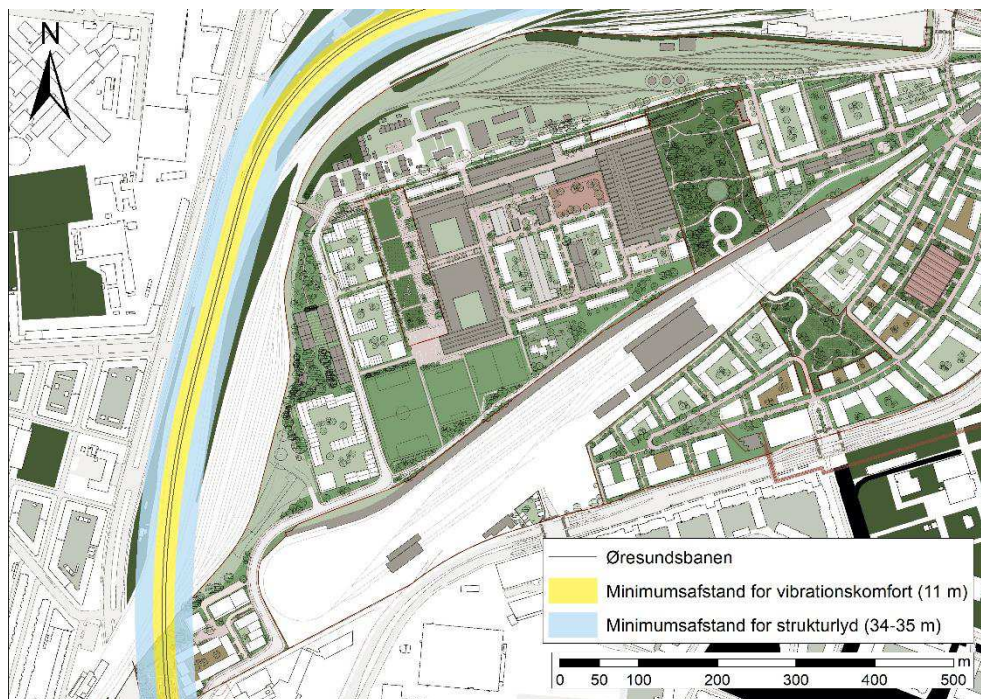 N
Øresundsbanen
Minimumsafstand for vibrationskomfort (11 m)
Minimumsafstand for strukturlyd (34-35 m)
m
0 50 100 200 300 400 500